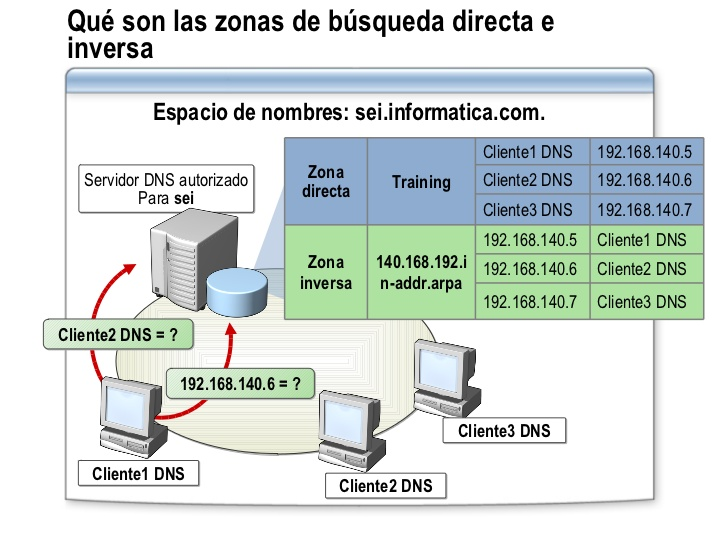 Qué son las zonas de búsqueda directa e
inversa
Espacio de nombres: sei.informatica.com.
Servidor DNS autorizado
Para sei
Zona
directa
Training
Cliente1 DNS 192.168.140.5
Cliente2 DNS 192.168.140.6
Cliente3 DNS 192.168.140.7
Zona
inversa
140.168.192.i
n-addr.arpa
192.168.140.5 Cliente1 DNS
192.168.140.6 Cliente2 DNS
192.168.140.7 Cliente3 DNS
Cliente2 DNS = ?
192.168.140.6 = ?
Cliente3 DNS
Cliente1 DNS
Cliente2 DNS